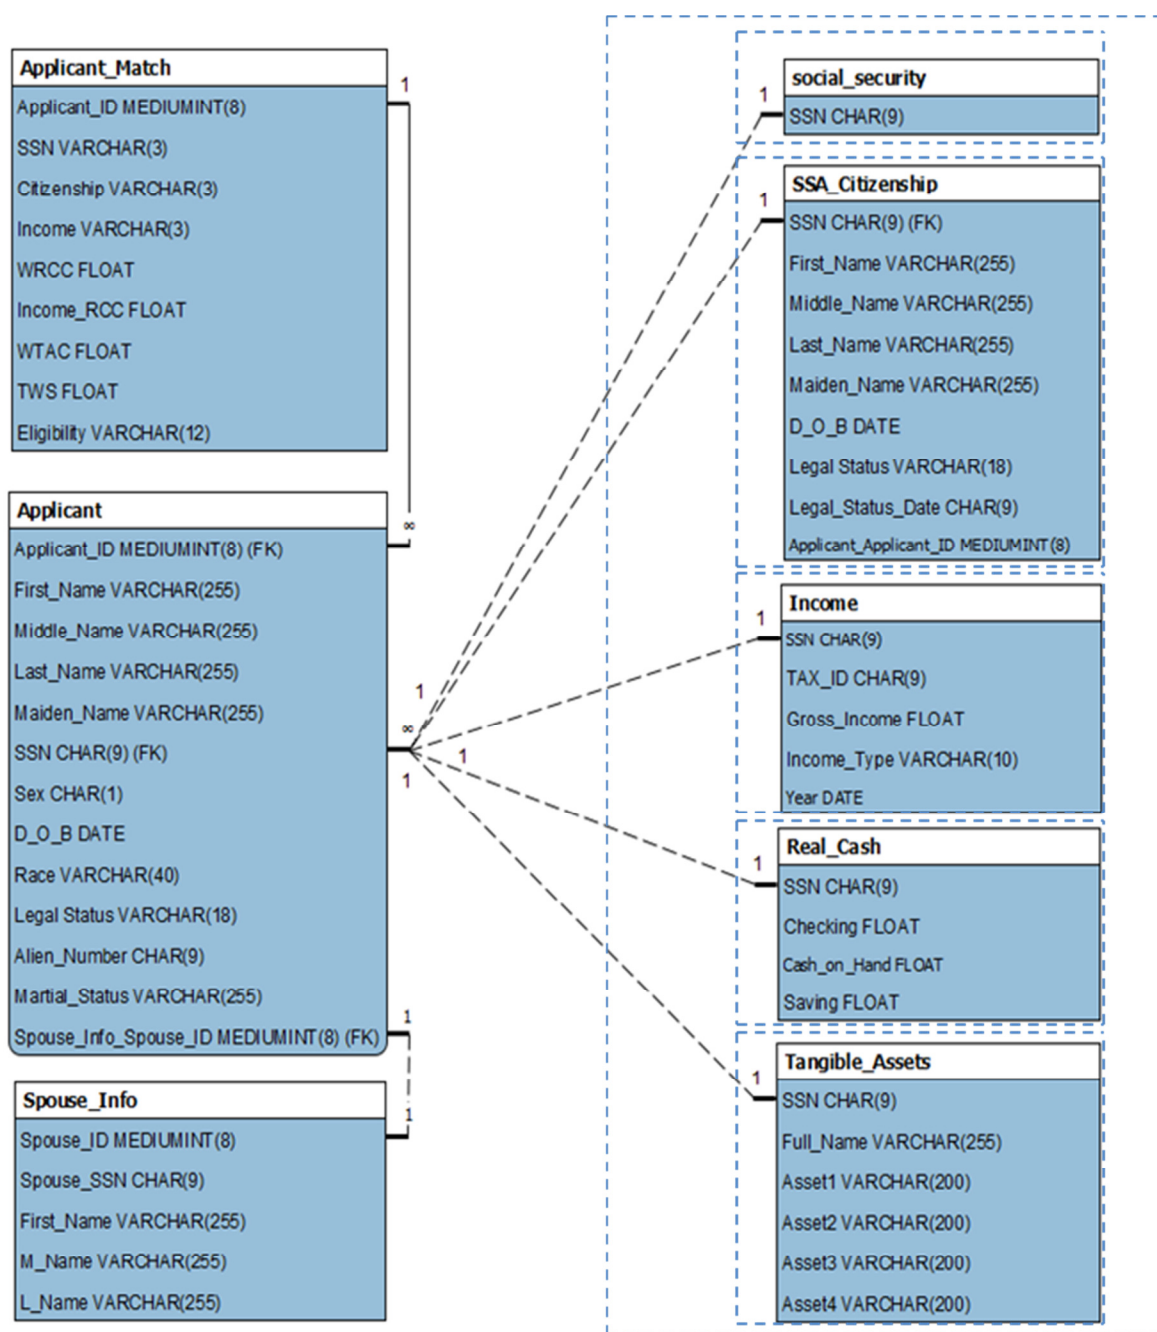 Applicant_Match
Applicant_ID MEDIUMINT(8)
SSN VARCHAR(3)
Citizenship VARCHAR(3)
Income VARCHAR(3)
WRCC FLOAT
Income_RCC FLOAT
WTAC FLOAT
TWS FLOAT
Eligibility VARCHAR(12)
1
∞
Applicant
Applicant_ID MEDIUMINT(8) (FK)
First_Name VARCHAR(255)
Middle_Name VARCHAR(255)
Last_Name VARCHAR(255)
Maiden_Name VARCHAR(255)
SSN CHAR(9) (FK)
Sex CHAR(1)
D_O_B DATE
Race VARCHAR(40)
Legal Status VARCHAR(18)
Alien_Number CHAR(9)
Martial_Status VARCHAR(255)
Spouse_Info_Spouse_ID MEDIUMINT(8) (FK)
1
∞
1
1
1
1
Spouse_Info
Spouse_ID MEDIUMINT(8)
Spouse_SSN CHAR(9)
First_Name VARCHAR(255)
M_Name VARCHAR(255)
L_Name VARCHAR(255)
1
social_security
SSN CHAR(9)
1
SSA_Citizenship
SSN CHAR(9) (FK)
First_Name VARCHAR(255)
Middle_Name VARCHAR(255)
Last_Name VARCHAR(255)
Maiden_Name VARCHAR(255)
D_O_B DATE
Legal Status VARCHAR(18)
Legal_Status_Date CHAR(9)
Applicant_Applicant_ID MEDIUMINT(8)
1
Income
SSN CHAR(9)
TAX_ID CHAR(9)
Gross_Income FLOAT
Income_Type VARCHAR(10)
Year DATE
1
Real_Cash
SSN CHAR(9)
Checking FLOAT
Cash_on_Hand FLOAT
Saving FLOAT
1
Tangible_Assets
SSN CHAR(9)
Full_Name VARCHAR(255)
Asset1 VARCHAR(200)
Asset2 VARCHAR(200)
Asset3 VARCHAR(200)
Asset4 VARCHAR(200)
1